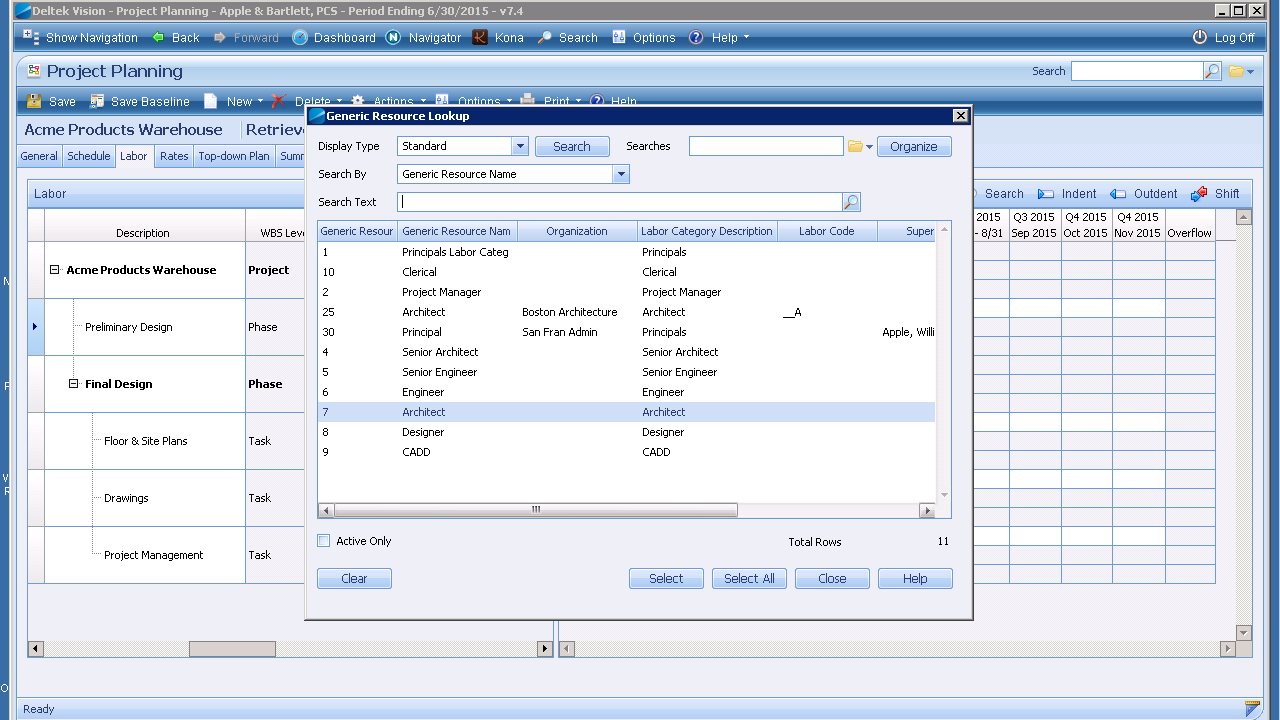 Deltek Vision - Project Planning - Apple & Bartlett, PCS - Period Ending 6/30/2015 - v7.4
Show Navigation Back Forward Dashboard Navigator Kona Search Options Help Log Off
Project Planning Search
Save Save Baseline New Delete Actions Options Print Help
Acme Products Warehouse Retrieve
General Schedule Labor Rates Top-down Plan
Labor Search Indent Outdent Shift
Description WBS Leve
2015 Q3 2015 Q4 2015 Q4 2015
- 8/31 Sep 2015 Oct 2015 Nov 2015 Overflow
Acme Products Warehouse Project
Preliminary Design Phase
Final Design Phase
Floor & Site Plans Task
Drawings Task
Project Management Task
Generic Resource Lookup
Display Type Standard Search Searches Organize
Search By Generic Resource Name
Search Text
Generic Resour Generic Resource Nam Organization Labor Category Description Labor Code Super
1 Principals Labor Categ Principals
10 Clerical Clerical
2 Project Manager Project Manager
25 Architect Boston Architecture Architect __A
30 Principal San Fran Admin Principals Apple, Willi
4 Senior Architect Senior Architect
5 Senior Engineer Senior Engineer
6 Engineer Engineer
7 Architect Architect
8 Designer Designer
9 CADD CADD
Active Only Total Rows 11
Clear Select Select All Close Help
Ready